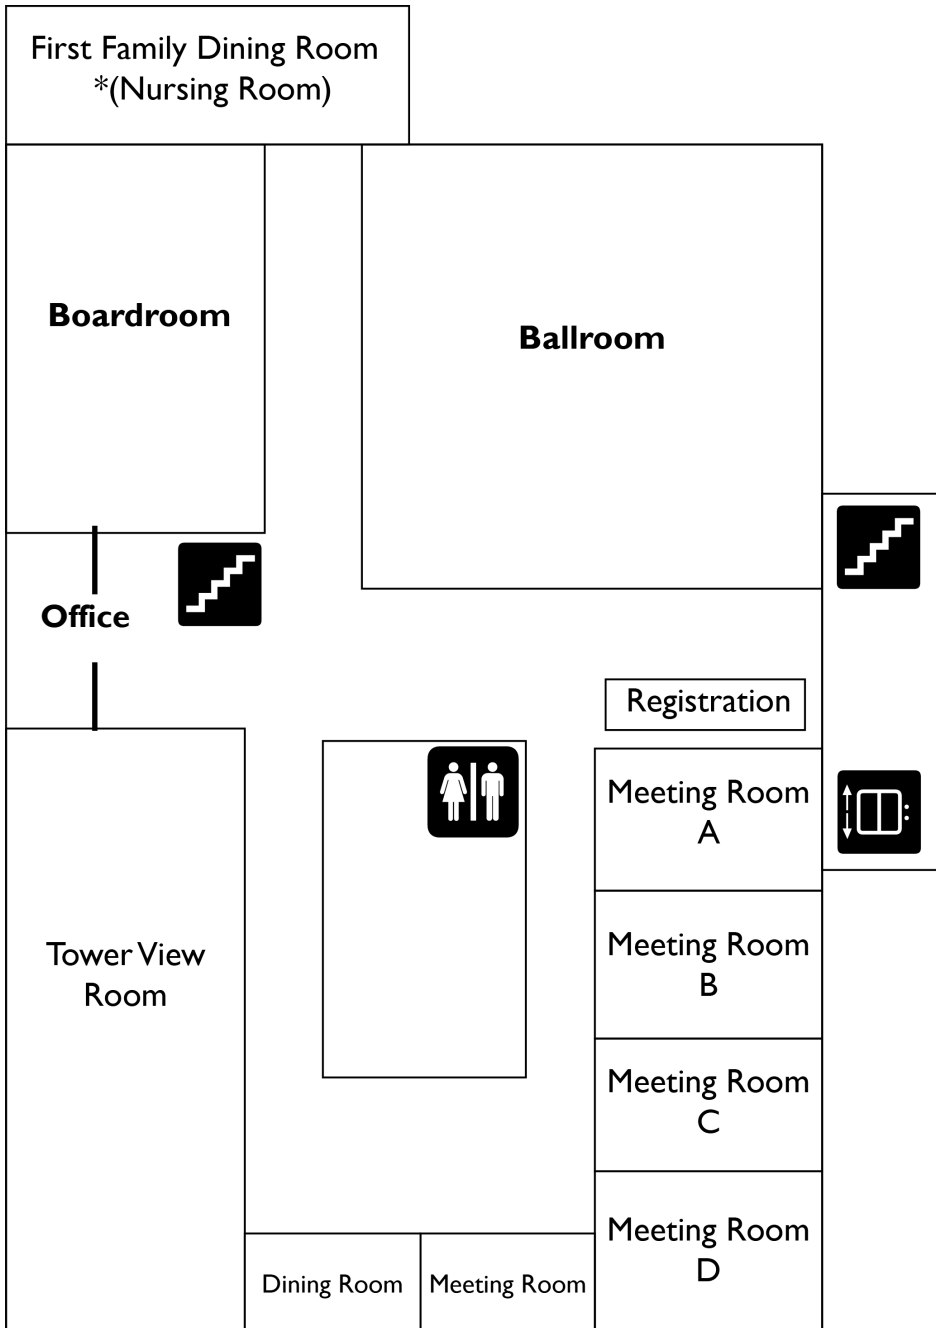 First Family Dining Room
*(Nursing Room)
Boardroom
Ballroom
Office
Registration
Meeting Room
A
Tower View
Room
Meeting Room
B
Meeting Room
C
Meeting Room
D
Dining Room
Meeting Room